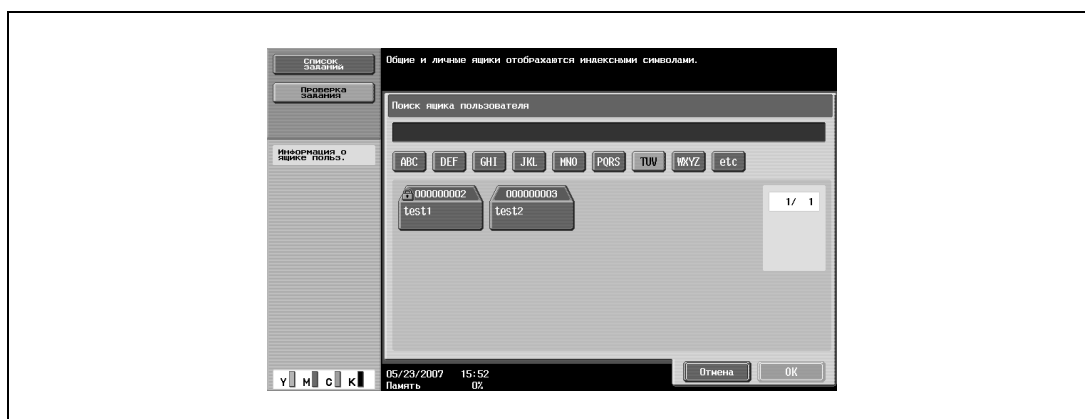 Список
заданий
Общие и личные ящики отображаются индексными символами.
Проверка
задания
Поиск ящика пользователя
Информация о
ящике польз.
ABC DEF GHI JKL MNO PQRS TUV WXYZ etc
000000002 000000003
test1 test2
1/ 1
Отмена OK
Y M C K
05/23/2007 15:52
Память 0%